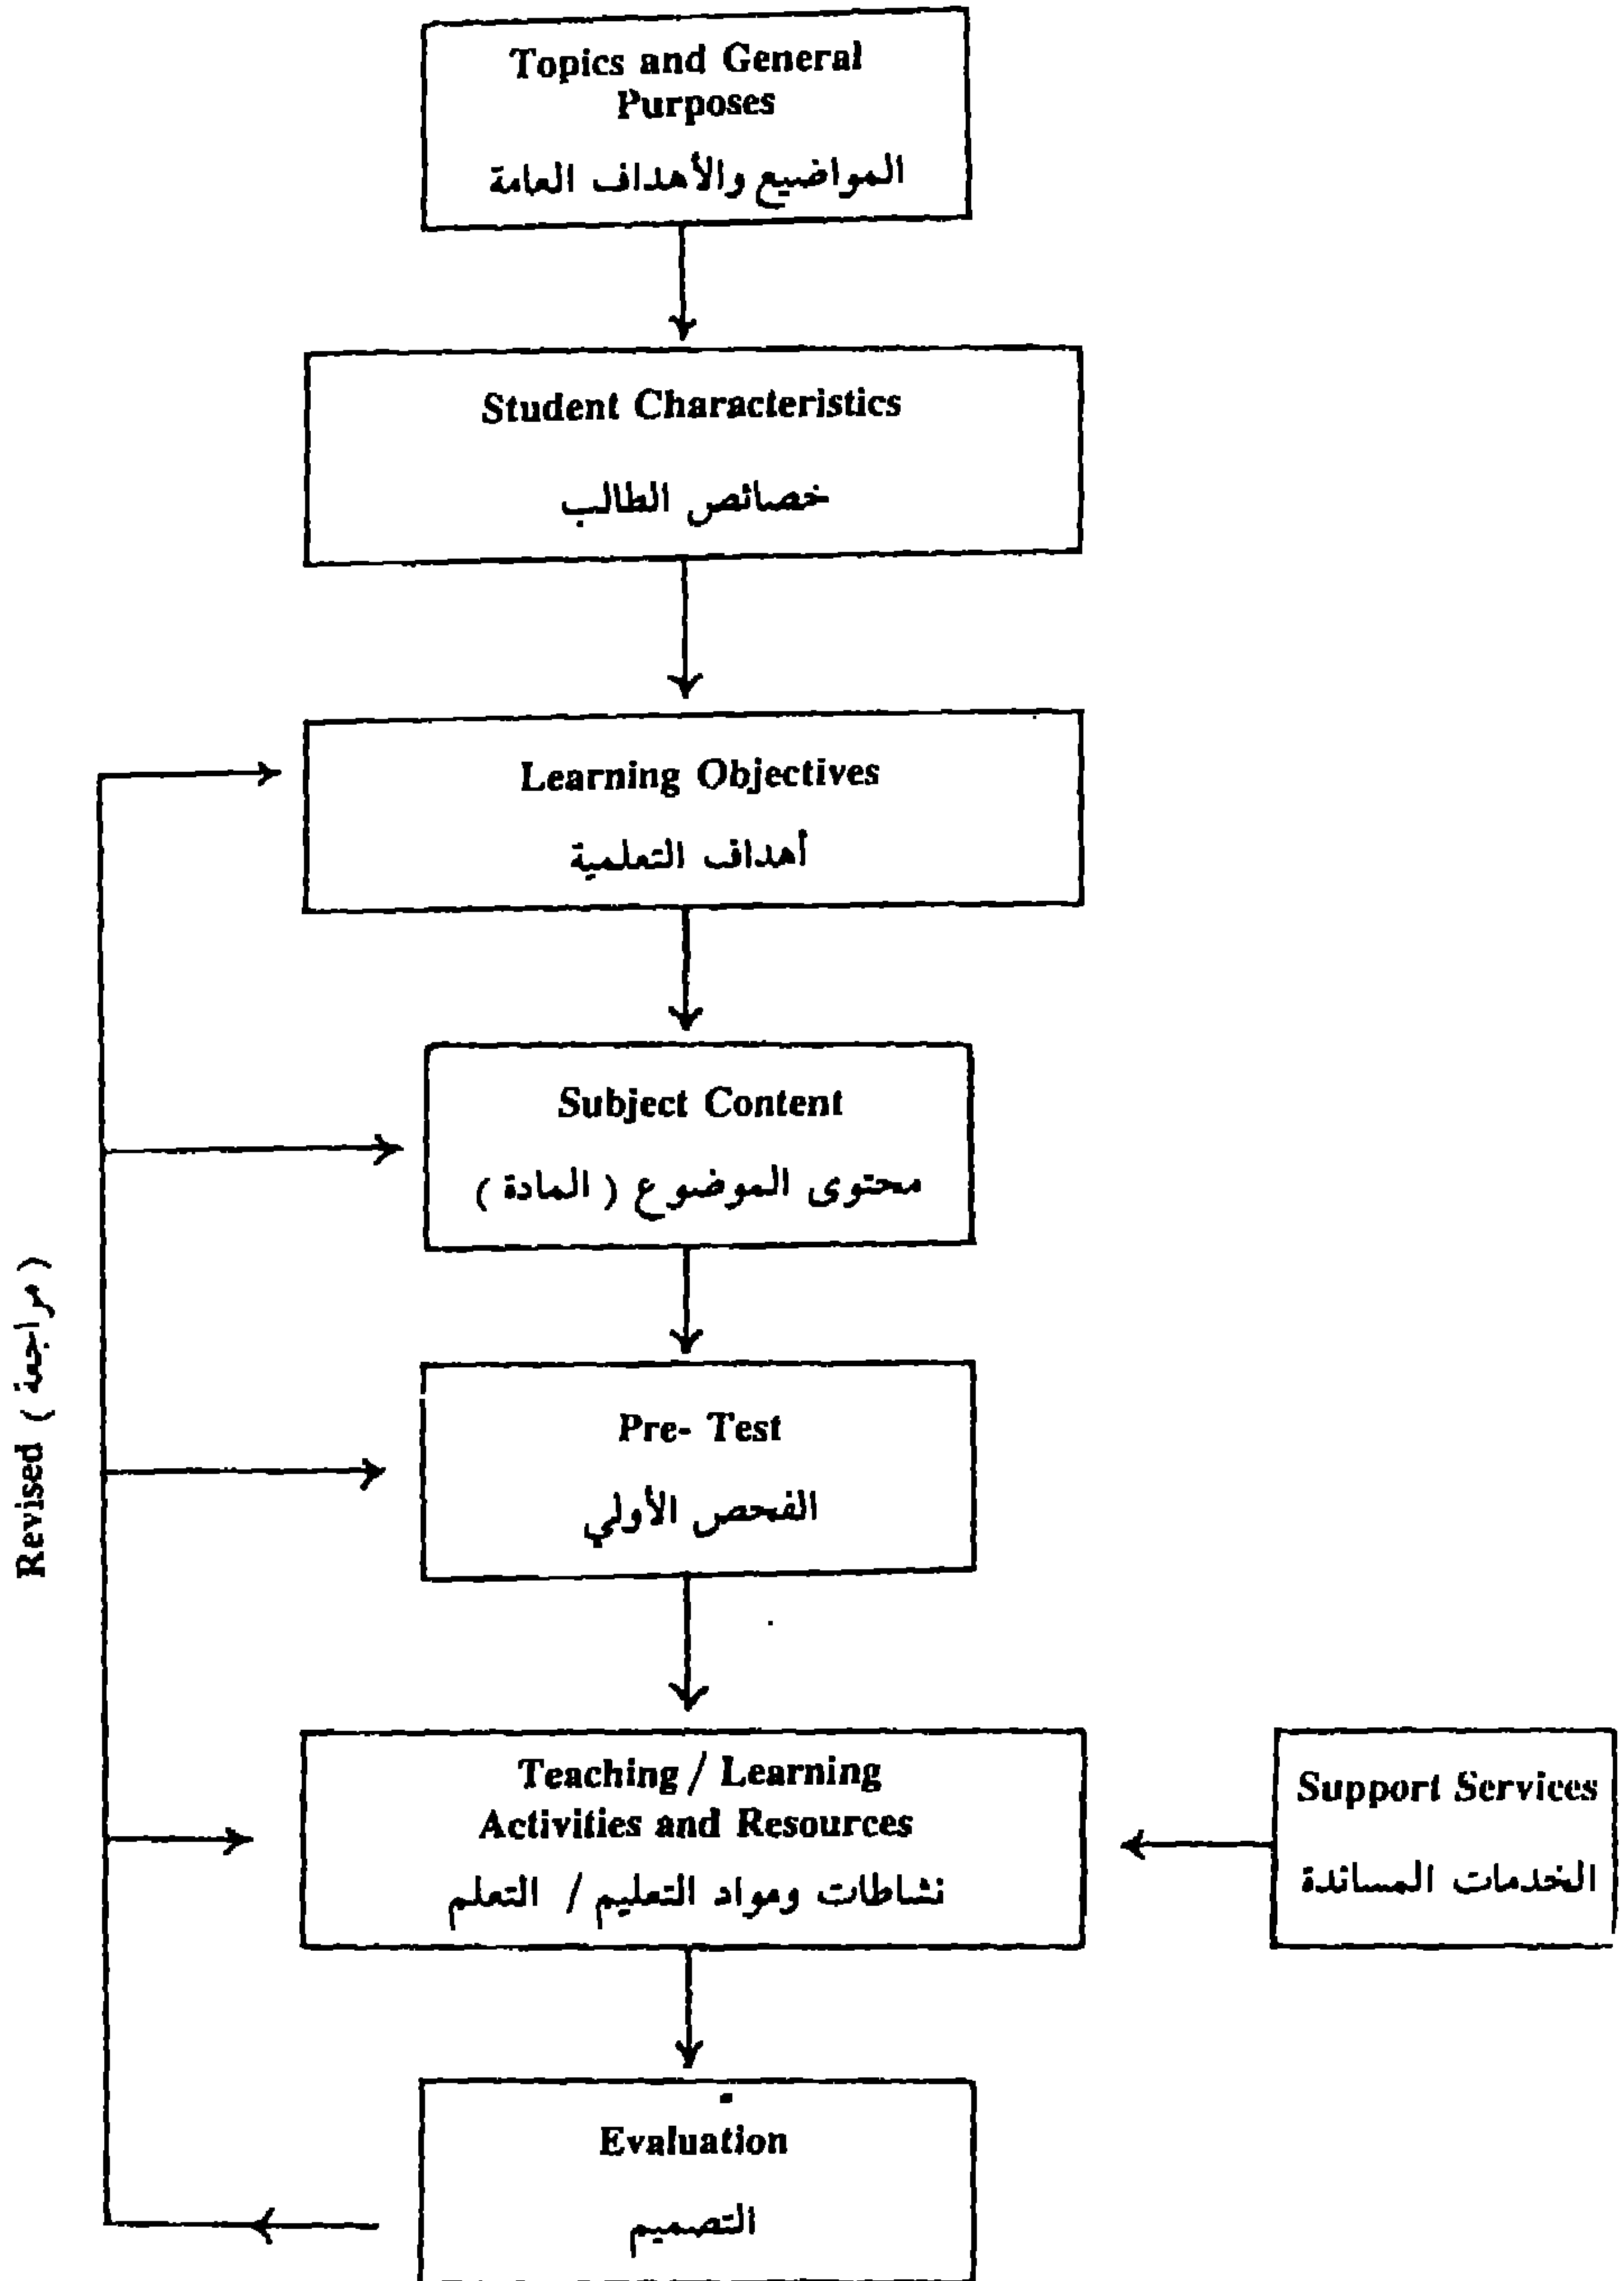 Topics and General
Purposes
المواضيع والأهداف العامة
Student Characteristics
خصائص الطالب
Learning Objectives
أهداف التعلمية
Subject Content
محتوى الموضوع ( المادة )
Pre- Test
الفحص الأولي
Teaching / Learning
Activities and Resources
نشاطات ومواد التعليم / التعلم
Support Services
الخدمات المساندة
Evaluation
التصميم
Revised ( مراجعة )